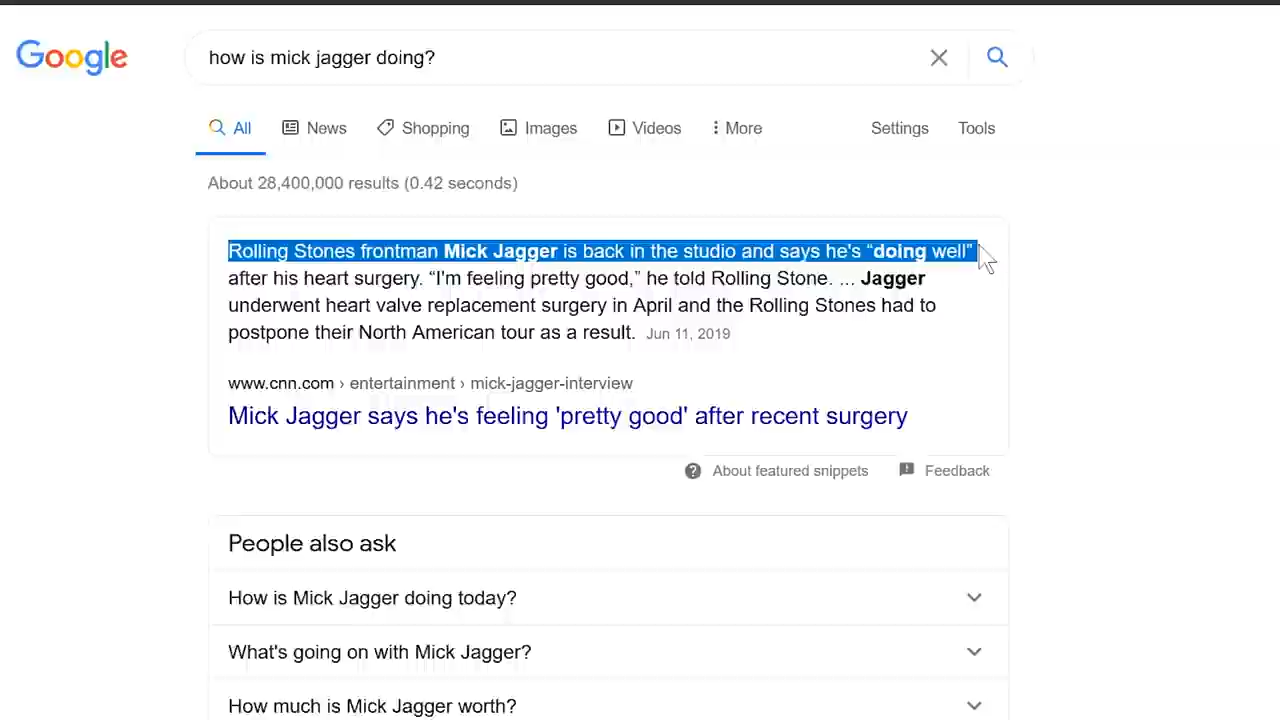 Google
how is mick jagger doing?
All News Shopping Images Videos More Settings Tools
About 28,400,000 results (0.42 seconds)
Rolling Stones frontman Mick Jagger is back in the studio and says he's “doing well”
after his heart surgery. “I'm feeling pretty good,” he told Rolling Stone. ... Jagger
underwent heart valve replacement surgery in April and the Rolling Stones had to
postpone their North American tour as a result. Jun 11, 2019
www.cnn.com › entertainment › mick-jagger-interview
Mick Jagger says he's feeling 'pretty good' after recent surgery
About featured snippets Feedback
People also ask
How is Mick Jagger doing today?
What's going on with Mick Jagger?
How much is Mick Jagger worth?